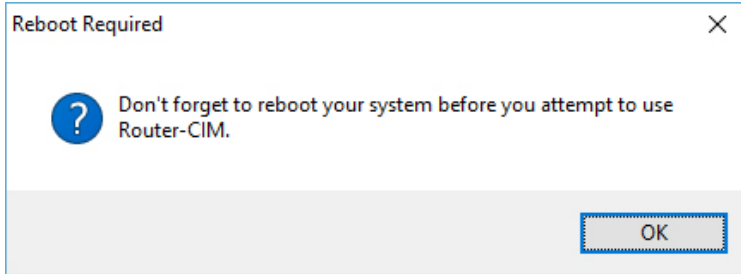 Reboot Required
Don't forget to reboot your system before you attempt to use
Router-CIM.
OK